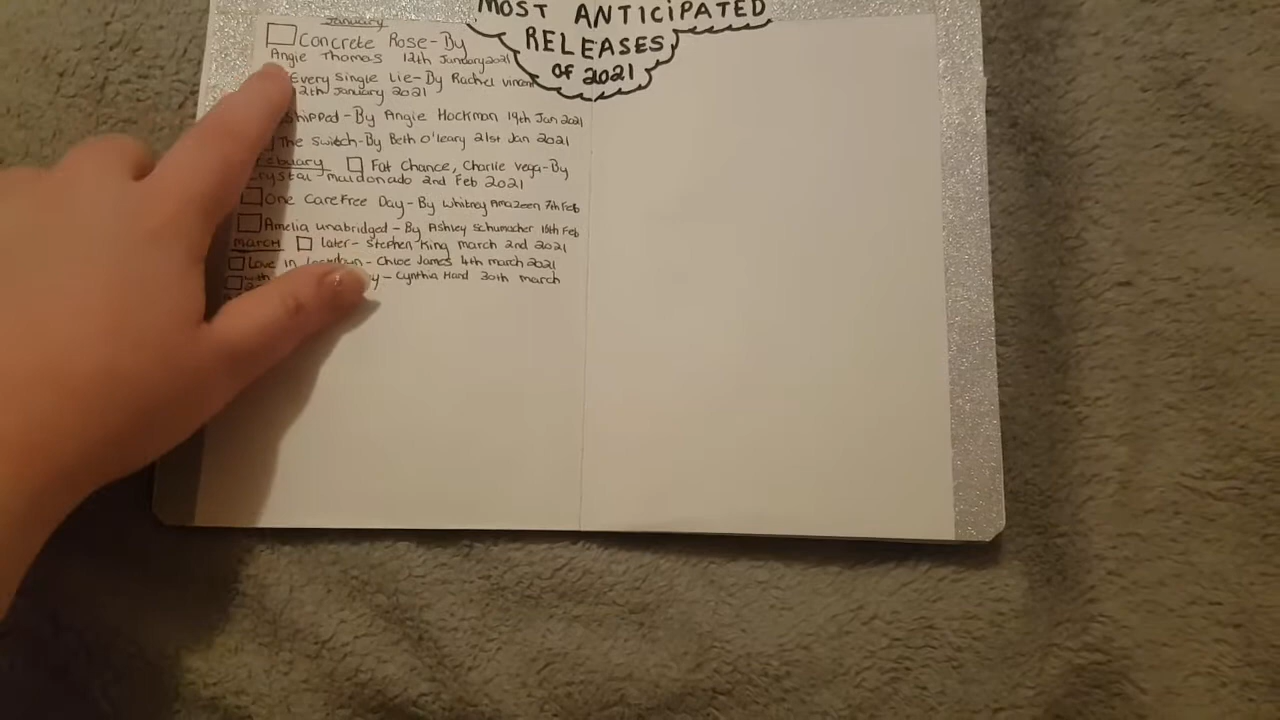 MOST ANTICIPATED
RELEASES
OF 2021
January
Concrete Rose-By
Angie Thomas 12th January 2021
Every Single Lie-By Rachel Vincent
12th January 2021
Shipped-By Angie Hockman 19th Jan 2021
The Switch-By Beth O'leary 21st Jan 2021
Fat Chance, Charlie Vega-By
Crystal maldonado 2nd Feb 2021
One CareFree Day-By Whitney Amazeen 7th Feb
Amelia unabridged-By Ashley Schumacher 16th Feb
March Later-Stephen King march 2nd 2021
Love in -Chloe James 4th march 2021
-Cynthia Hand 30th march